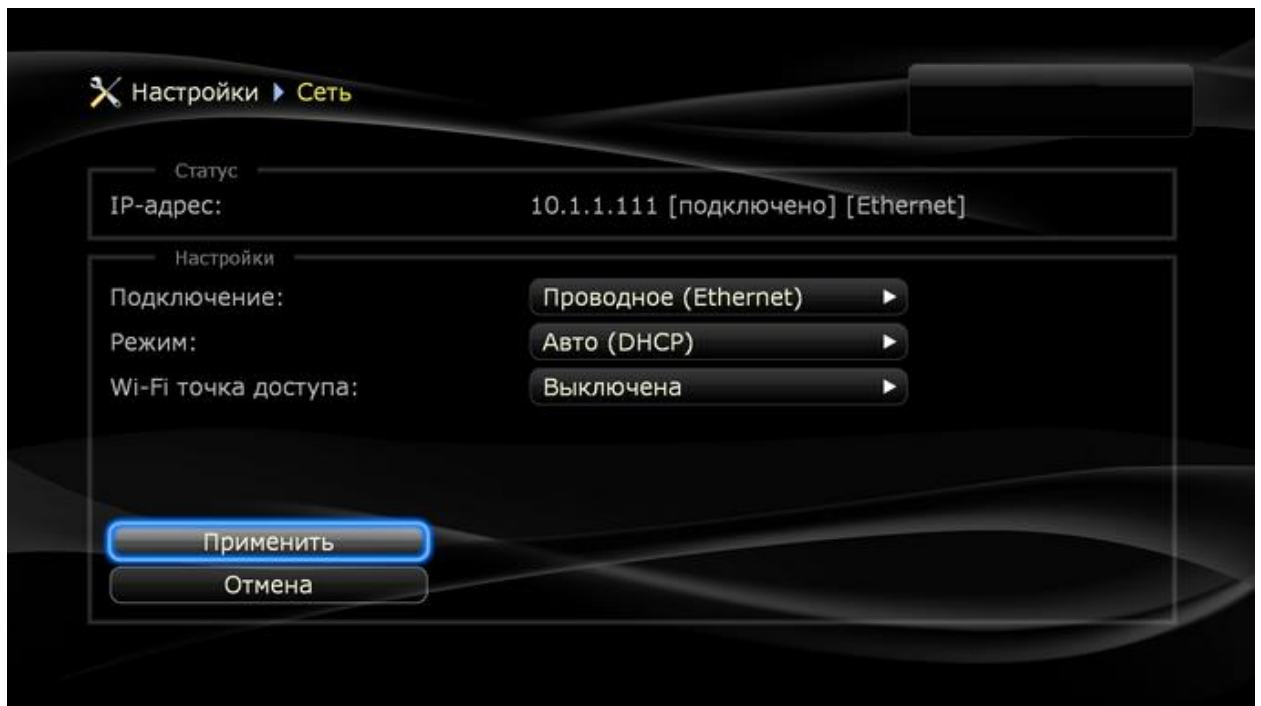 Настройки Сеть
Статус
IP-адрес: 10.1.1.111 [подключено] [Ethernet]
Настройки
Подключение: Проводное (Ethernet)
Режим: Авто (DHCP)
Wi-Fi точка доступа: Выключена
Применить
Отмена